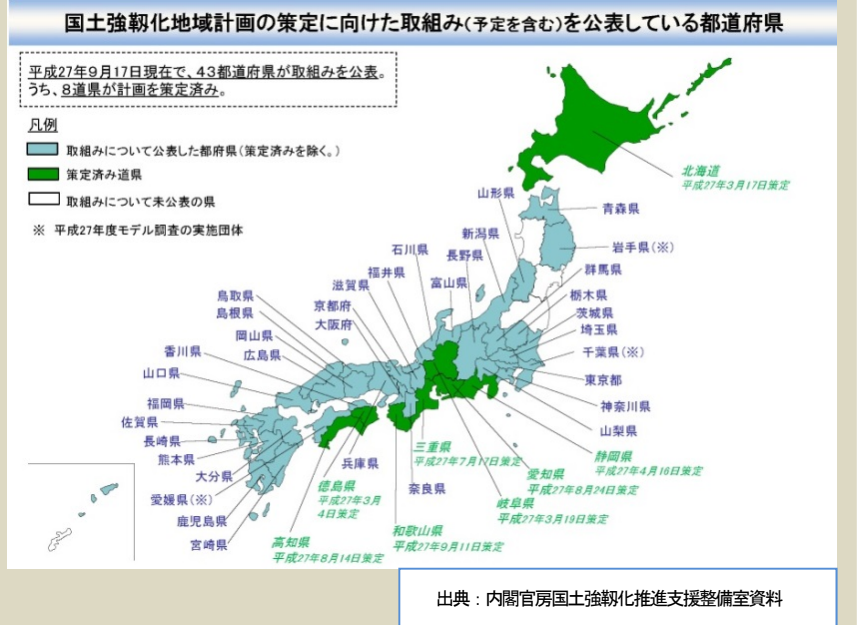 国土強靱化地域計画の策定に向けた取組み(予定を含む)を公表している都道府県
平成27年9月17日現在で、43都道府県が取組みを公表。
うち、8道県が計画を策定済み。
凡例
取組みについて公表した都府県(策定済みを除く。)
策定済み道県
取組みについて未公表の県
※ 平成27年度モデル調査の実施団体
北海道
平成27年3月17日策定
山形県
青森県
新潟県
岩手県(※)
石川県
長野県
福井県
群馬県
滋賀県
富山県
鳥取県
栃木県
京都府
島根県
茨城県
大阪府
埼玉県
岡山県
香川県
広島県
千葉県(※)
山口県
東京都
福岡県
神奈川県
佐賀県
山梨県
長崎県
三重県
平成27年7月17日策定
静岡県
平成27年4月16日策定
熊本県
兵庫県
大分県
愛知県
平成27年8月24日策定
徳島県
平成27年3月
4日策定
奈良県
愛媛県(※)
岐阜県
平成27年3月19日策定
鹿児島県
和歌山県
平成27年9月11日策定
宮崎県
高知県
平成27年8月14日策定
出典:内閣官房国土強靱化推進支援整備室資料